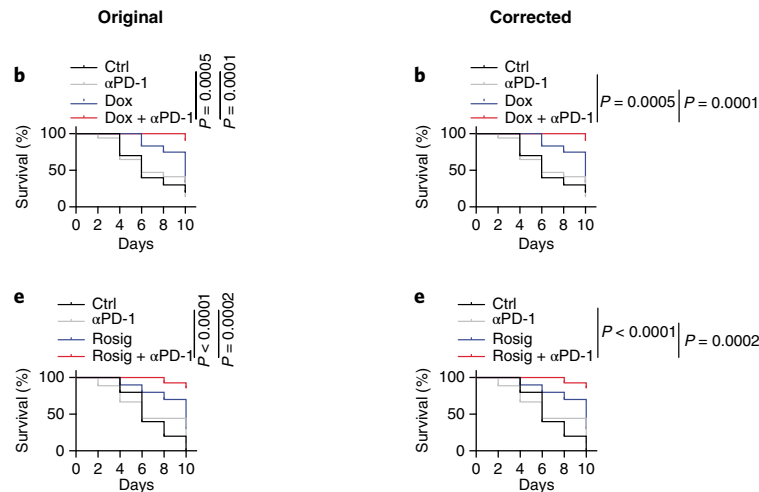 Original
b
Ctrl
αPD-1
Dox
Dox + αPD-1
P = 0.0005
P = 0.0001
100
50
0
Survival (%)
0 2 4 6 8 10
Days
Corrected
b
Ctrl
αPD-1
Dox
Dox + αPD-1
P = 0.0005
P = 0.0001
100
50
0
Survival (%)
0 2 4 6 8 10
Days
e
Ctrl
αPD-1
Rosig
Rosig + αPD-1
P < 0.0001
P = 0.0002
100
50
0
Survival (%)
0 2 4 6 8 10
Days
e
Ctrl
αPD-1
Rosig
Rosig + αPD-1
P < 0.0001
P = 0.0002
100
50
0
Survival (%)
0 2 4 6 8 10
Days